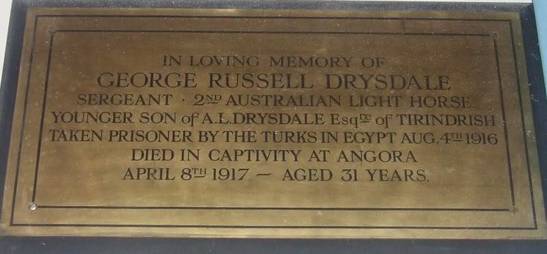 IN LOVING MEMORY OF
GEORGE RUSSELL DRYSDALE
SERGEANT · 2ND AUSTRALIAN LIGHT HORSE
YOUNGER SON of A.L.DRYSDALE Esqre of TIRINDRISH
TAKEN PRISONER BY THE TURKS IN EGYPT AUG. 4TH 1916
DIED IN CAPTIVITY AT ANGORA
APRIL 8TH 1917 — AGED 31 YEARS.